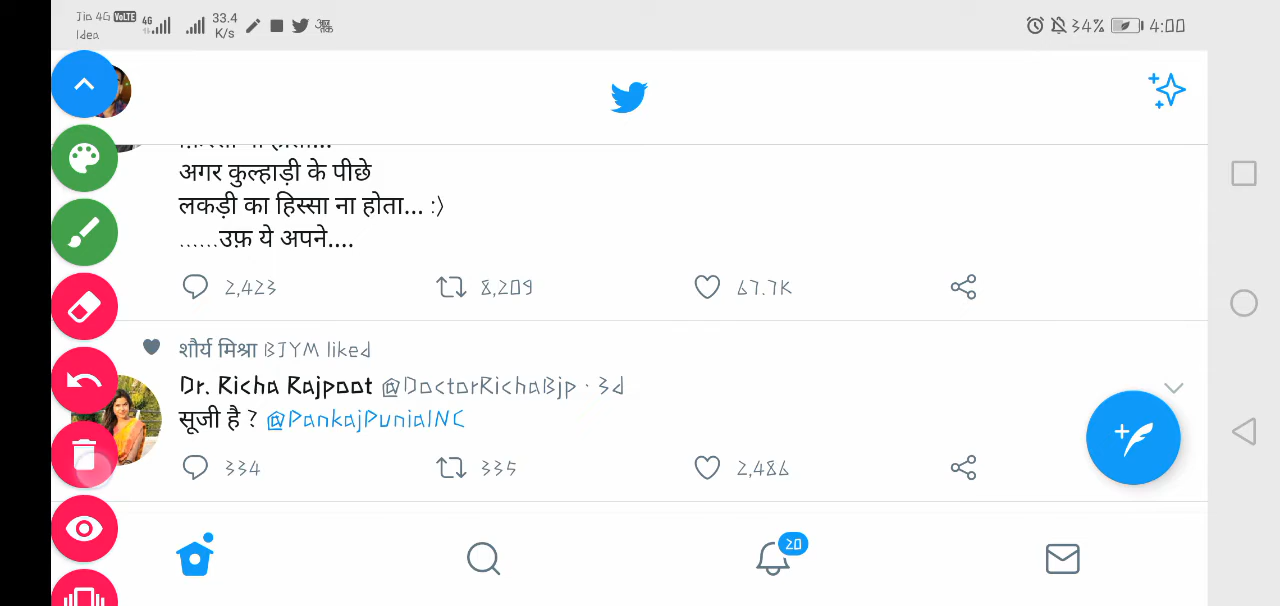 Jio 4G VoLTE 4G 33.4 K/s 34% 4:00
Idea
अगर कुल्हाड़ी के पीछे
लकड़ी का हिस्सा ना होता... :)
......उफ़ ये अपने....
2,423 8,209 67.7K
शौर्य मिश्रा BJYM liked
Dr. Richa Rajpoot @DoctorRichaBjp · 3d
सूजी है ? @PankajPuniaINC
334 335 2,486
20